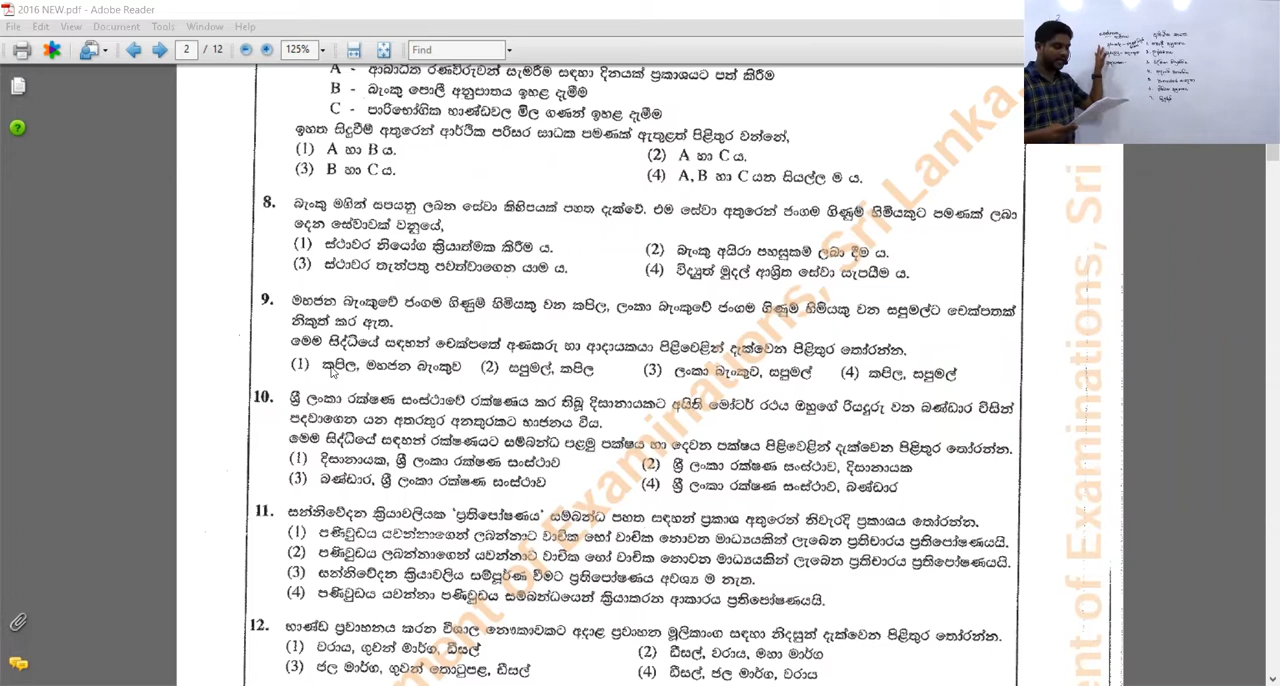 2016 NEW.pdf - Adobe Reader
File Edit View Document Tools Window Help
2 / 12 125% Find
A - ආබාධිත රණවිරුවන් සැමරීම සඳහා දිනයක් ප්‍රකාශයට පත් කිරීම
B - බැංකු පොලී අනුපාතය ඉහළ දැමීම
C - පාරිභෝගික භාණ්ඩවල මිල ගණන් ඉහළ දැමීම
ඉහත සිදුවීම් අතුරෙන් ආර්ථික පරිසර සාධක පමණක් ඇතුළත් පිළිතුර වන්නේ,
(1) A හා B ය. (2) A හා C ය.
(3) B හා C ය. (4) A, B හා C යන සියල්ල ම ය.
8. බැංකු මගින් සපයනු ලබන සේවා කිහිපයක් පහත දැක්වේ. එම සේවා අතුරෙන් ජංගම ගිණුම් හිමියකුට පමණක් ලබා
දෙන සේවාවක් වනුයේ,
(1) ස්ථාවර නියෝග ක්‍රියාත්මක කිරීම ය. (2) බැංකු අයිරා පහසුකම් ලබා දීම ය.
(3) ස්ථාවර තැන්පතු පවත්වාගෙන යාම ය. (4) විද්‍යුත් මුදල් ආශ්‍රිත සේවා සැපයීම ය.
9. මහජන බැංකුවේ ජංගම ගිණුම් හිමියකු වන කපිල, ලංකා බැංකුවේ ජංගම ගිණුම් හිමියකු වන සපුමල්ට චෙක්පතක්
නිකුත් කර ඇත.
මෙම සිද්ධියේ සඳහන් චෙක්පතේ අණකරු හා ආදායකයා පිළිවෙළින් දැක්වෙන පිළිතුර තෝරන්න.
(1) කපිල, මහජන බැංකුව (2) සපුමල්, කපිල (3) ලංකා බැංකුව, සපුමල් (4) කපිල, සපුමල්
10. ශ්‍රී ලංකා රක්ෂණ සංස්ථාවේ රක්ෂණය කර තිබූ දිසානායකට අයිති මෝටර් රථය ඔහුගේ රියදුරු වන බණ්ඩාර විසින්
පදවාගෙන යන අතරතුර අනතුරකට භාජනය විය.
මෙම සිද්ධියේ සඳහන් රක්ෂණයට සම්බන්ධ පළමු පක්ෂය හා දෙවන පක්ෂය පිළිවෙළින් දැක්වෙන පිළිතුර තෝරන්න.
(1) දිසානායක, ශ්‍රී ලංකා රක්ෂණ සංස්ථාව (2) ශ්‍රී ලංකා රක්ෂණ සංස්ථාව, දිසානායක
(3) බණ්ඩාර, ශ්‍රී ලංකා රක්ෂණ සංස්ථාව (4) ශ්‍රී ලංකා රක්ෂණ සංස්ථාව, බණ්ඩාර
11. සන්නිවේදන ක්‍රියාවලියක 'ප්‍රතිපෝෂණය' සම්බන්ධ පහත සඳහන් ප්‍රකාශ අතුරෙන් නිවැරදි ප්‍රකාශය තෝරන්න.
(1) පණිවුඩය යවන්නාගෙන් ලබන්නාට වාචික හෝ වාචික නොවන මාධ්‍යයකින් ලැබෙන ප්‍රතිචාරය ප්‍රතිපෝෂණයයි.
(2) පණිවුඩය ලබන්නාගෙන් යවන්නාට වාචික හෝ වාචික නොවන මාධ්‍යයකින් ලැබෙන ප්‍රතිචාරය ප්‍රතිපෝෂණයයි.
(3) සන්නිවේදන ක්‍රියාවලිය සම්පූර්ණ වීමට ප්‍රතිපෝෂණය අවශ්‍ය ම නැත.
(4) පණිවුඩය යවන්නා පණිවුඩය සම්බන්ධයෙන් ක්‍රියාකරන ආකාරය ප්‍රතිපෝෂණයයි.
12. භාණ්ඩ ප්‍රවාහනය කරන විශාල නෞකාවකට අදාළ ප්‍රවාහන මූලිකාංග සඳහා නිදසුන් දැක්වෙන පිළිතුර තෝරන්න.
(1) වරාය, ගුවන් මාර්ග, ඩීසල් (2) ඩීසල්, වරාය, මහා මාර්ග
(3) ජල මාර්ග, ගුවන් තොටුපළ, ඩීසල් (4) ඩීසල්, ජල මාර්ග, වරාය
ment of Examinations, Sri Lanka.
ment of Examinations, Sri